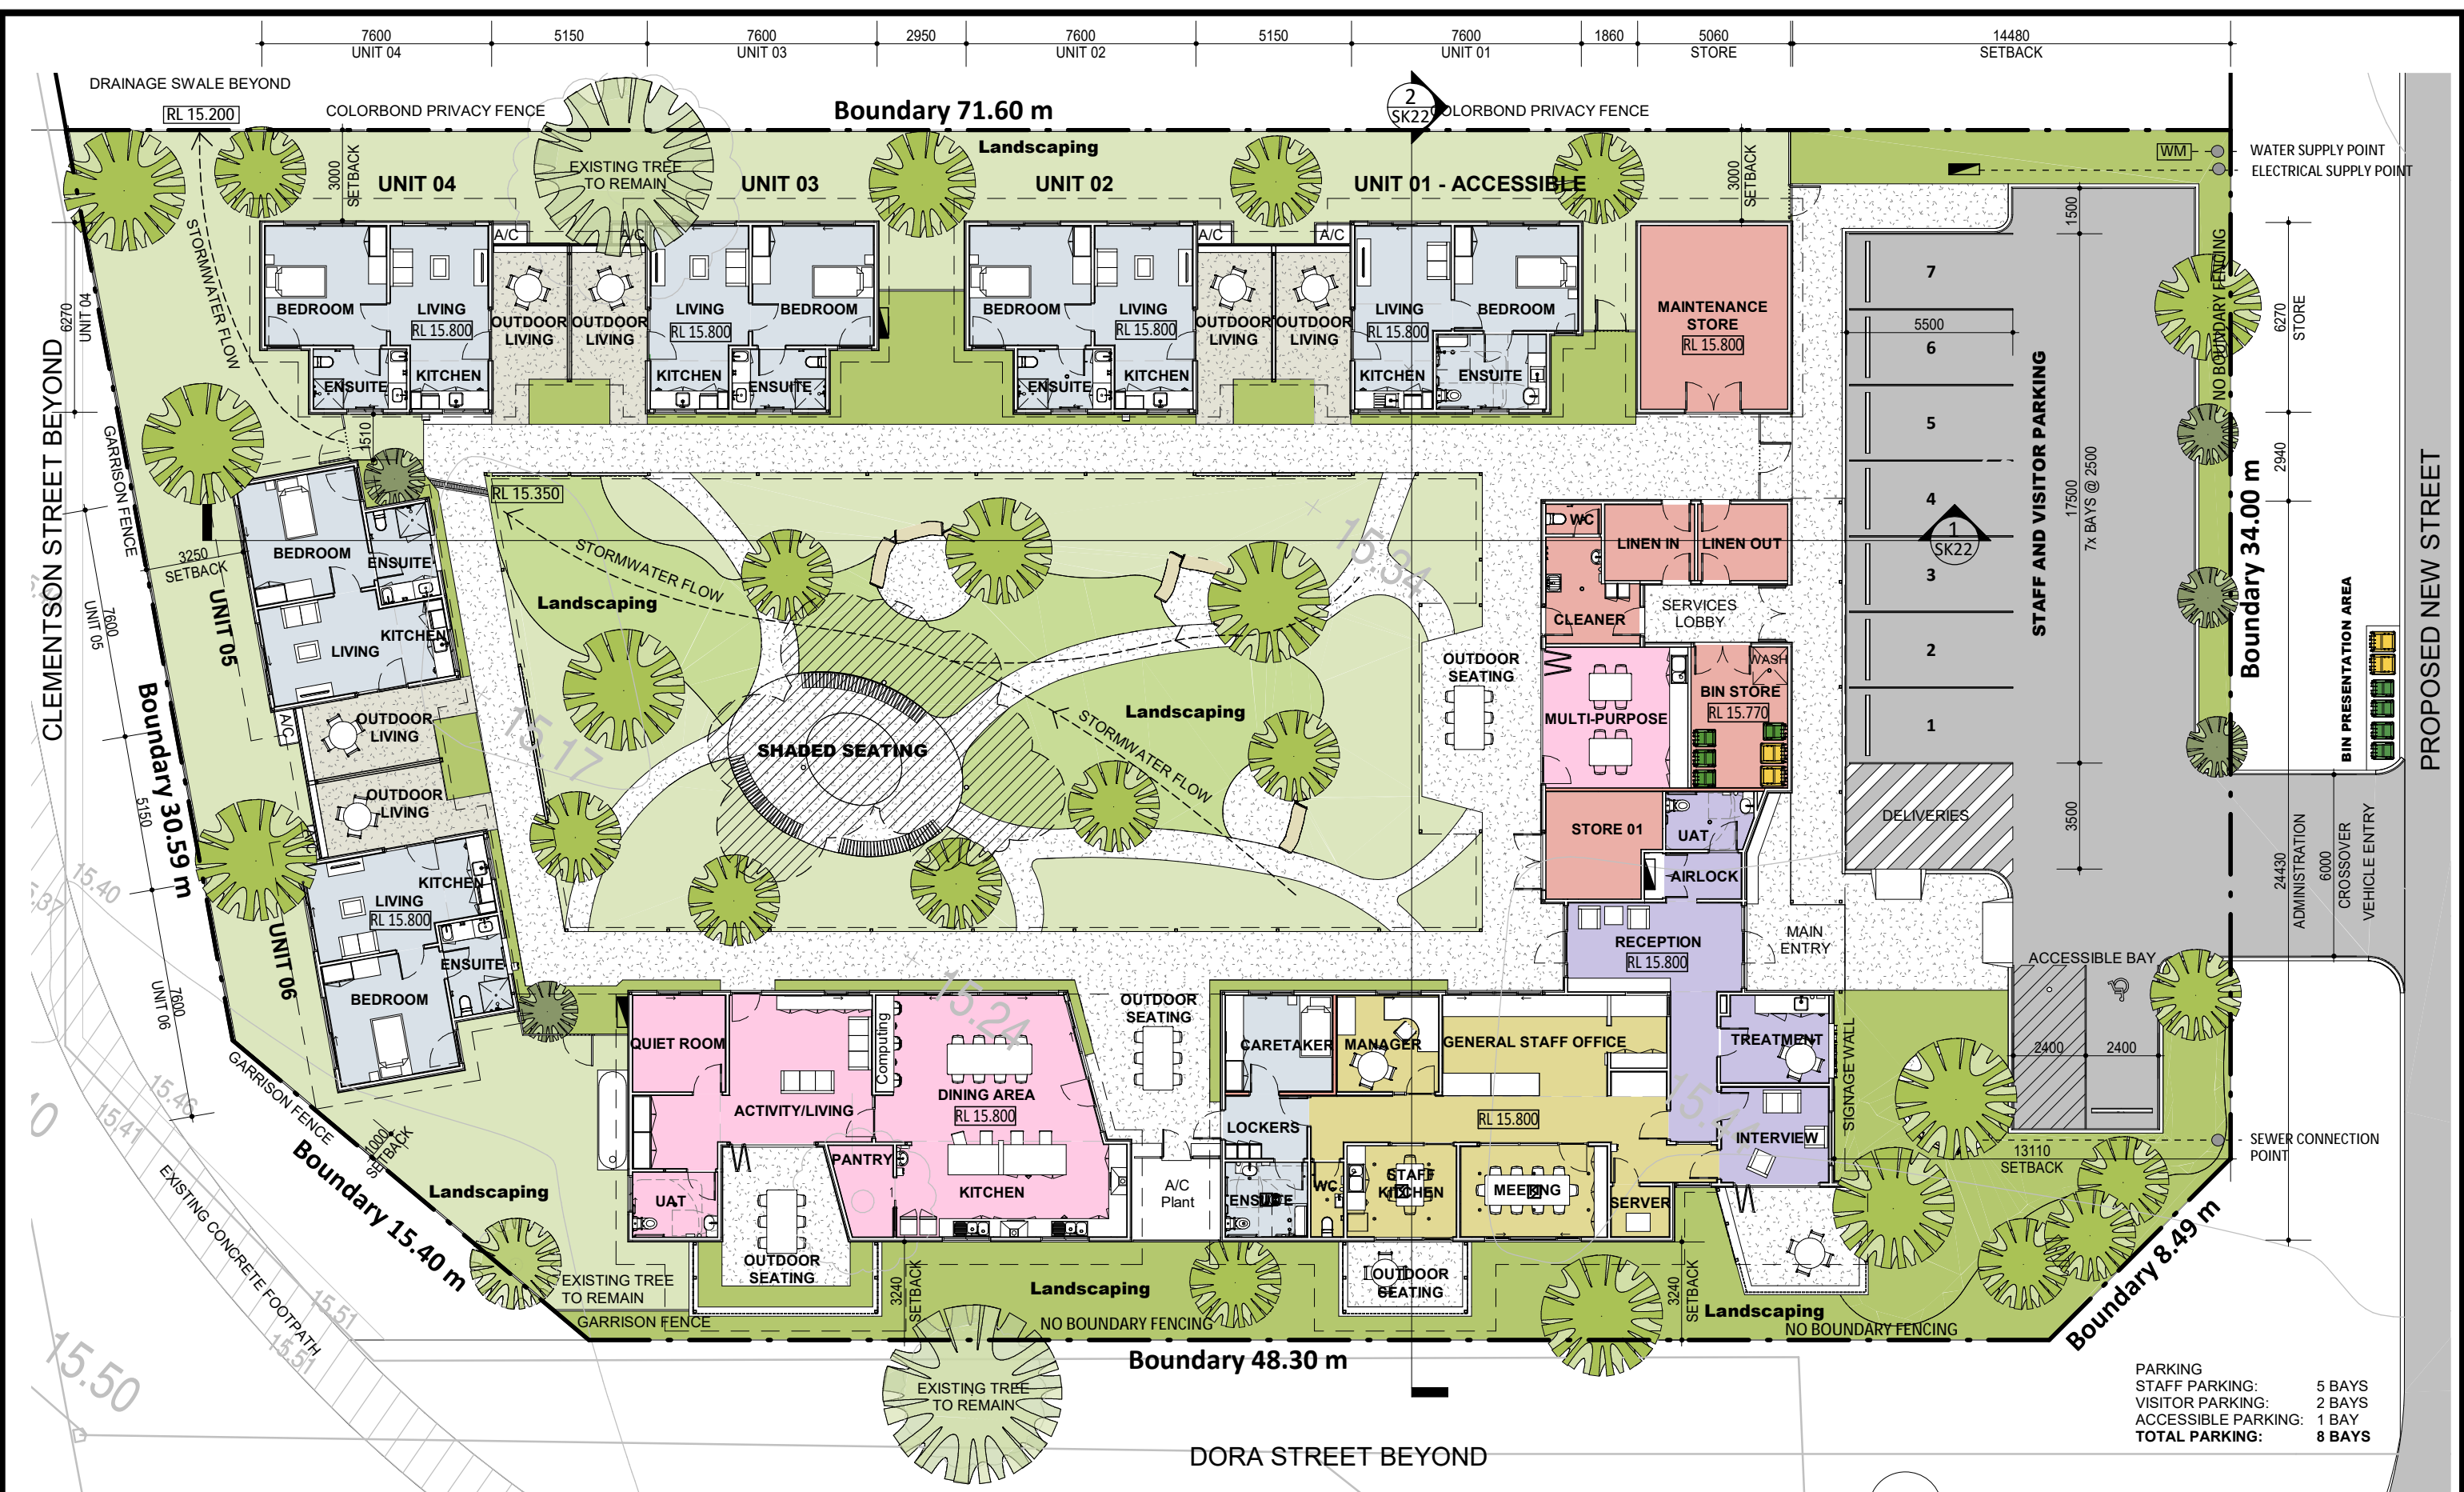 7600
UNIT 04
5150
7600
UNIT 03
2950
7600
UNIT 02
5150
7600
UNIT 01
1860
5060
STORE
14480
SETBACK
DRAINAGE SWALE BEYOND
RL 15.200
COLORBOND PRIVACY FENCE
Boundary 71.60 m
2
SK22
COLORBOND PRIVACY FENCE
Landscaping
WM
WATER SUPPLY POINT
ELECTRICAL SUPPLY POINT
3000
SETBACK
UNIT 04
EXISTING TREE
TO REMAIN
UNIT 03
UNIT 02
UNIT 01 - ACCESSIBLE
3000
SETBACK
1500
STORMWATER FLOW
A/C
A/C
A/C
A/C
BEDROOM
LIVING
RL 15.800
OUTDOOR
LIVING
OUTDOOR
LIVING
LIVING
RL 15.800
BEDROOM
BEDROOM
LIVING
RL 15.800
OUTDOOR
LIVING
OUTDOOR
LIVING
LIVING
RL 15.800
BEDROOM
MAINTENANCE
STORE
RL 15.800
ENSUITE
KITCHEN
KITCHEN
ENSUITE
ENSUITE
KITCHEN
KITCHEN
ENSUITE
6270
UNIT 04
7
6
5
4
3
2
1
5500
STAFF AND VISITOR PARKING
17500
7x BAYS @ 2500
NO BOUNDARY FENCING
6270
STORE
2940
Boundary 34.00 m
PROPOSED NEW STREET
BIN PRESENTATION AREA
1
SK22
CLEMENTSON STREET BEYOND
GARRISON FENCE
1510
RL 15.350
3250
SETBACK
7600
UNIT 05
UNIT 05
BEDROOM
ENSUITE
KITCHEN
LIVING
A/C
OUTDOOR
LIVING
OUTDOOR
LIVING
Boundary 30.59 m
5150
STORMWATER FLOW
Landscaping
15.34
15.17
SHADED SEATING
Landscaping
STORMWATER FLOW
OUTDOOR
SEATING
WC
LINEN IN
LINEN OUT
CLEANER
SERVICES
LOBBY
MULTI-PURPOSE
WASH
BIN STORE
RL 15.770
STORE 01
UAT
AIRLOCK
DELIVERIES
3500
24430
ADMINISTRATION
6000
CROSSOVER
VEHICLE ENTRY
RECEPTION
RL 15.800
MAIN
ENTRY
ACCESSIBLE BAY
15.40
15.37
LIVING
RL 15.800
KITCHEN
ENSUITE
BEDROOM
UNIT 06
7600
UNIT 06
GARRISON FENCE
15.46
15.41
1000
SETBACK
Boundary 15.40 m
EXISTING CONCRETE FOOTPATH
Landscaping
15.24
QUIET ROOM
Computing
ACTIVITY/LIVING
DINING AREA
RL 15.800
PANTRY
KITCHEN
UAT
OUTDOOR
SEATING
OUTDOOR
SEATING
A/C
Plant
CARETAKER
MANAGER
GENERAL STAFF OFFICE
RL 15.800
LOCKERS
ENSUITE
WC
STAFF
KITCHEN
MEETING
SERVER
TREATMENT
INTERVIEW
SIGNAGE WALL
2400
2400
13110
SETBACK
SEWER CONNECTION
POINT
EXISTING TREE
TO REMAIN
GARRISON FENCE
3240
SETBACK
Landscaping
NO BOUNDARY FENCING
OUTDOOR
SEATING
3240
SETBACK
Landscaping
NO BOUNDARY FENCING
Boundary 8.49 m
15.51
15.51
15.50
Boundary 48.30 m
EXISTING TREE
TO REMAIN
DORA STREET BEYOND
PARKING
STAFF PARKING: 5 BAYS
VISITOR PARKING: 2 BAYS
ACCESSIBLE PARKING: 1 BAY
TOTAL PARKING: 8 BAYS